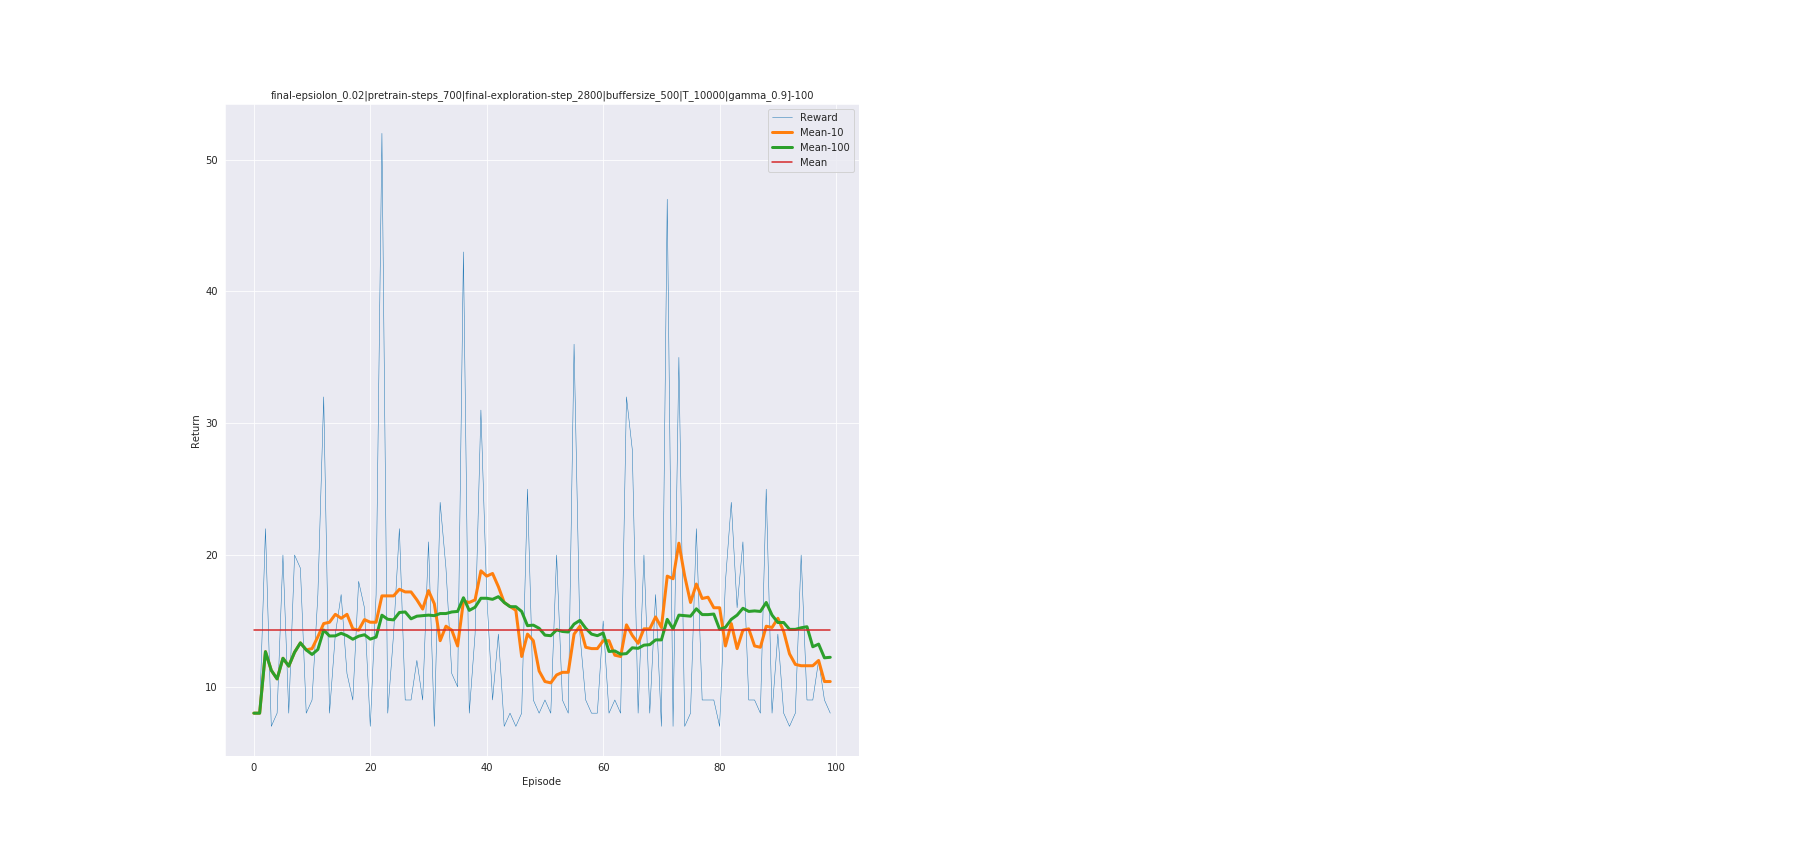 final-epsiolon_0.02|pretrain-steps_700|final-exploration-step_2800|buffersize_500|T_10000|gamma_0.9]-100
Reward
Mean-10
Mean-100
Mean
50
40
30
20
10
Return
0 20 40 60 80 100
Episode